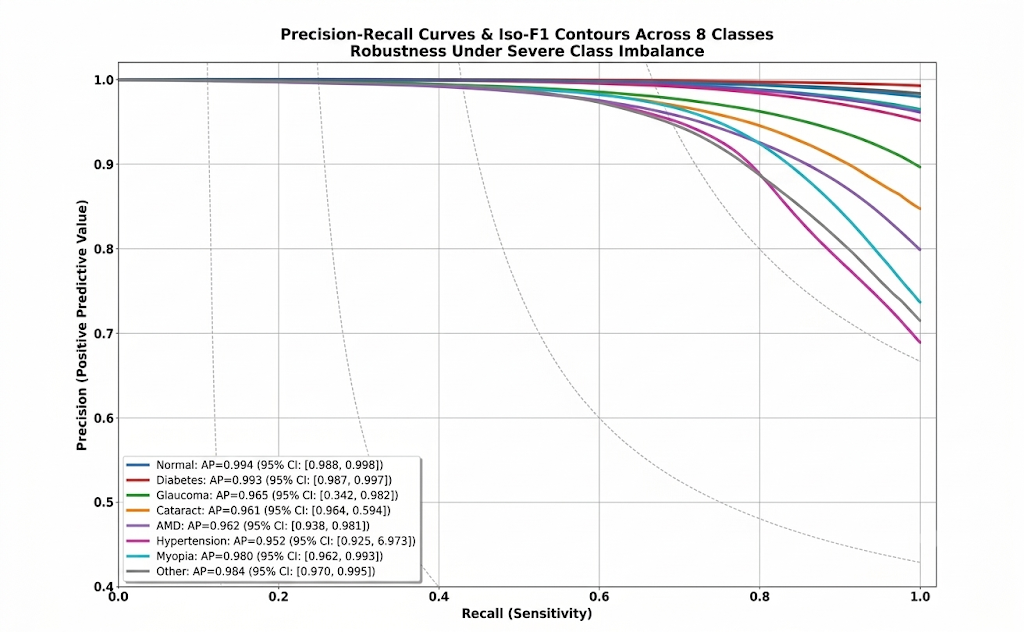 Precision-Recall Curves & Iso-F1 Contours Across 8 Classes
Robustness Under Severe Class Imbalance
Precision (Positive Predictive Value)
1.0
0.9
0.8
0.7
0.6
0.5
0.4
Normal: AP=0.994 (95% CI: [0.988, 0.998])
Diabetes: AP=0.993 (95% CI: [0.987, 0.997])
Glaucoma: AP=0.965 (95% CI: [0.342, 0.982])
Cataract: AP=0.961 (95% CI: [0.964, 0.594])
AMD: AP=0.962 (95% CI: [0.938, 0.981])
Hypertension: AP=0.952 (95% CI: [0.925, 6.973])
Myopia: AP=0.980 (95% CI: [0.962, 0.993])
Other: AP=0.984 (95% CI: [0.970, 0.995])
0.0 0.2 0.4 0.6 0.8 1.0
Recall (Sensitivity)